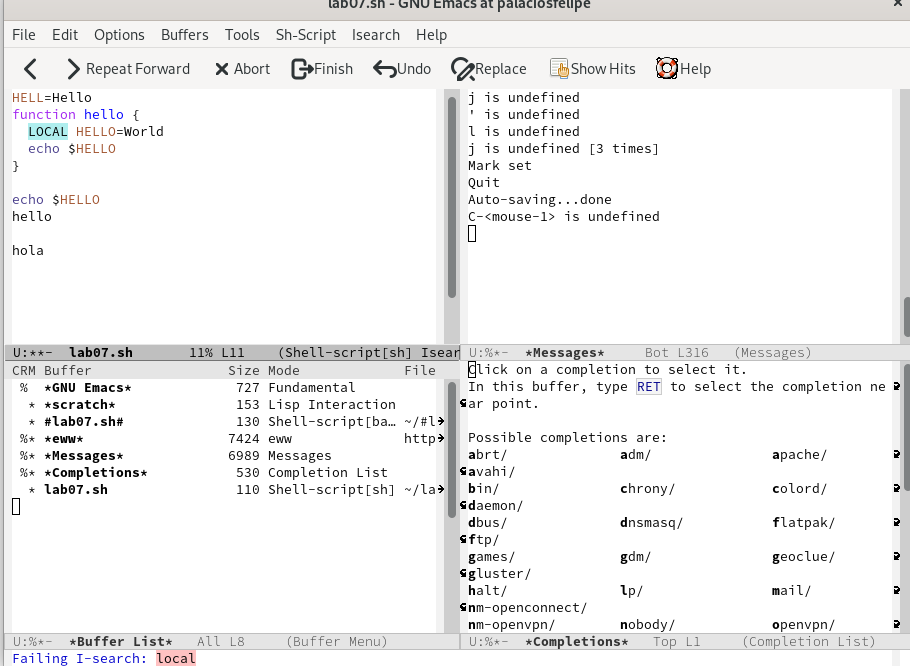 lab07.sh - GNU Emacs at palaciosfelipe
File Edit Options Buffers Tools Sh-Script Isearch Help
Repeat Forward Abort Finish Undo Replace Show Hits Help
HELL=Hello
function hello {
  LOCAL HELLO=World
  echo $HELLO
}
echo $HELLO
hello
hola
U:**-  lab07.sh       11% L11    (Shell-script[sh] Isear
j is undefined
' is undefined
l is undefined
j is undefined [3 times]
Mark set
Quit
Auto-saving...done
C-<mouse-1> is undefined
U:%*-  *Messages*     Bot L316   (Messages)
CRM Buffer                 Size Mode             File
 %  *GNU Emacs*             727 Fundamental
  * *scratch*               153 Lisp Interaction
  * #lab07.sh#              130 Shell-script[ba… ~/#l
 %* *eww*                  7424 eww              http
 %* *Messages*             6989 Messages
 %* *Completions*           530 Completion List
  * lab07.sh                110 Shell-script[sh] ~/la
U:%*-  *Buffer List*   All L8     (Buffer Menu)
Click on a completion to select it.
In this buffer, type RET to select the completion ne
ar point.
Possible completions are:
abrt/              adm/               apache/
avahi/
bin/               chrony/            colord/
daemon/
dbus/              dnsmasq/           flatpak/
ftp/
games/             gdm/               geoclue/
gluster/
halt/              lp/                mail/
nm-openconnect/
nm-openvpn/        nobody/            openvpn/
U:%*-  *Completions*   Top L1     (Completion List)
Failing I-search: local